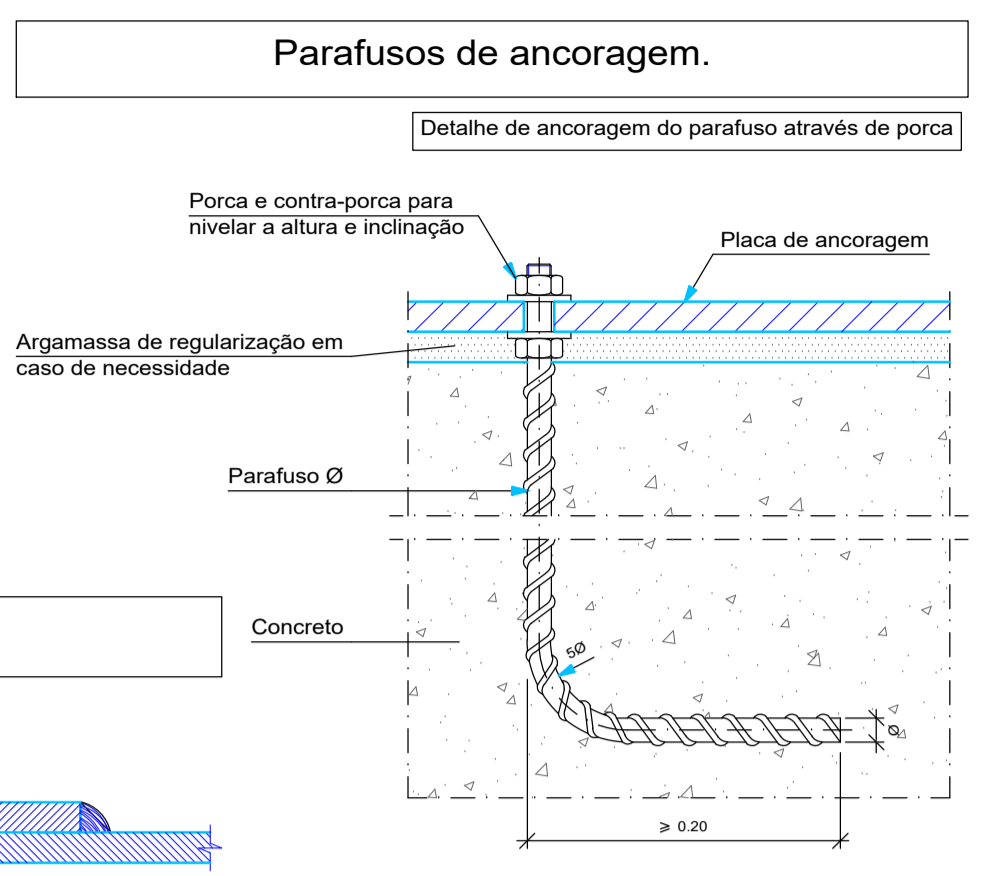 Parafusos de ancoragem.
Detalhe de ancoragem do parafuso através de porca
Porca e contra-porca para
nivelar a altura e inclinação
Placa de ancoragem
Argamassa de regularização em
caso de necessidade
Parafuso Ø
Concreto
5Ø
Ø
≥ 0.20